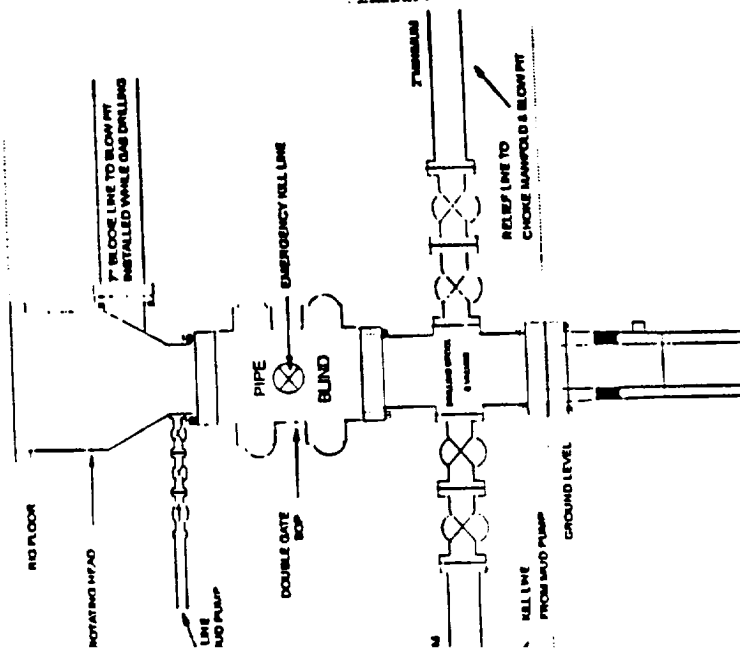 RIG FLOOR
ROTATING HEAD
LINE
MUD PUMP
7" BLOOIE LINE TO BLOW PIT
INSTALLED WHILE GAS DRILLING
PIPE
BLIND
EMERGENCY KILL LINE
DOUBLE GATE
BOP
2" MINIMUM
RELIEF LINE TO
CHOKE MANIFOLD & BLOW PIT
DRILLING SPOOL
M
KILL LINE
FROM MUD PUMP
GROUND LEVEL